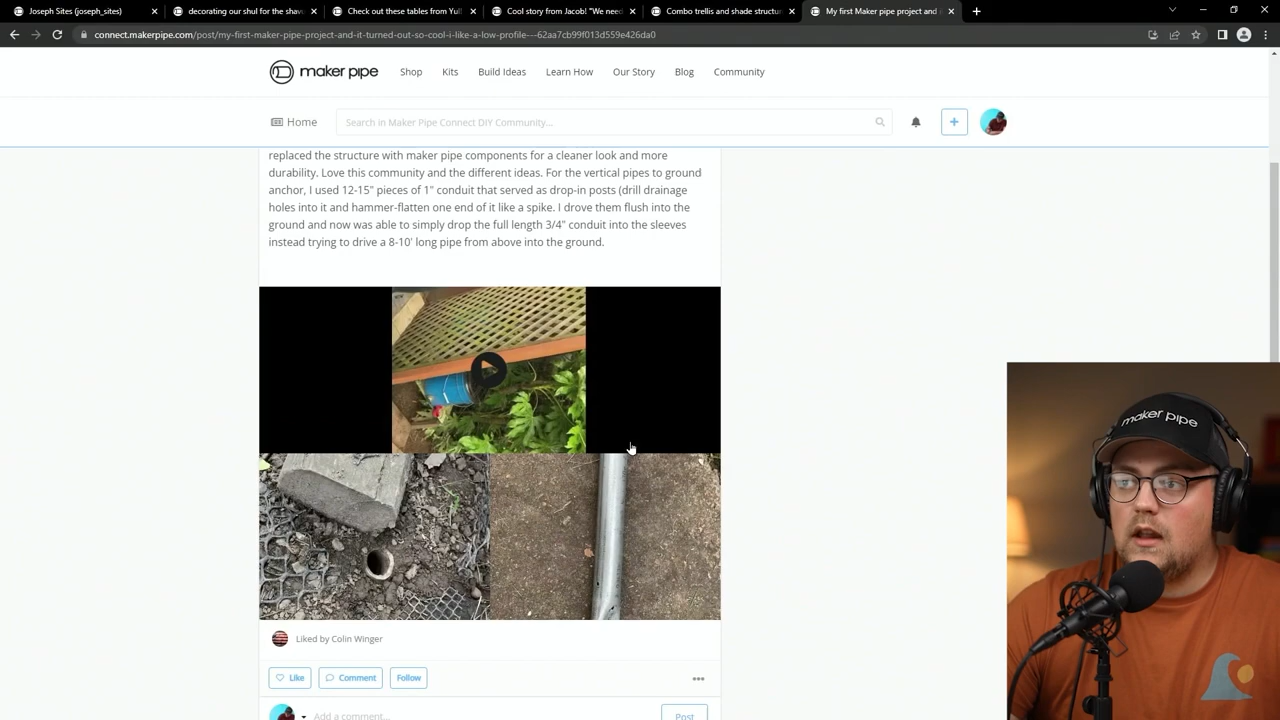 Joseph Sites (joseph_sites)
decorating our shul for the shav
Check out these tables from Yul
Cool story from Jacob! "We need
Combo trellis and shade structur
My first Maker pipe project and i
connect.makerpipe.com/post/my-first-maker-pipe-project-and-it-turned-out-so-cool-i-like-a-low-profile---62aa7cb99f013d559e426da0
maker pipe
Shop
Kits
Build Ideas
Learn How
Our Story
Blog
Community
Home
Search in Maker Pipe Connect DIY Community...
replaced the structure with maker pipe components for a cleaner look and more
durability. Love this community and the different ideas. For the vertical pipes to ground
anchor, I used 12-15" pieces of 1" conduit that served as drop-in posts (drill drainage
holes into it and hammer-flatten one end of it like a spike. I drove them flush into the
ground and now was able to simply drop the full length 3/4" conduit into the sleeves
instead trying to drive a 8-10' long pipe from above into the ground.
maker pipe
Liked by Colin Winger
Like
Comment
Follow
Add a comment...
Post